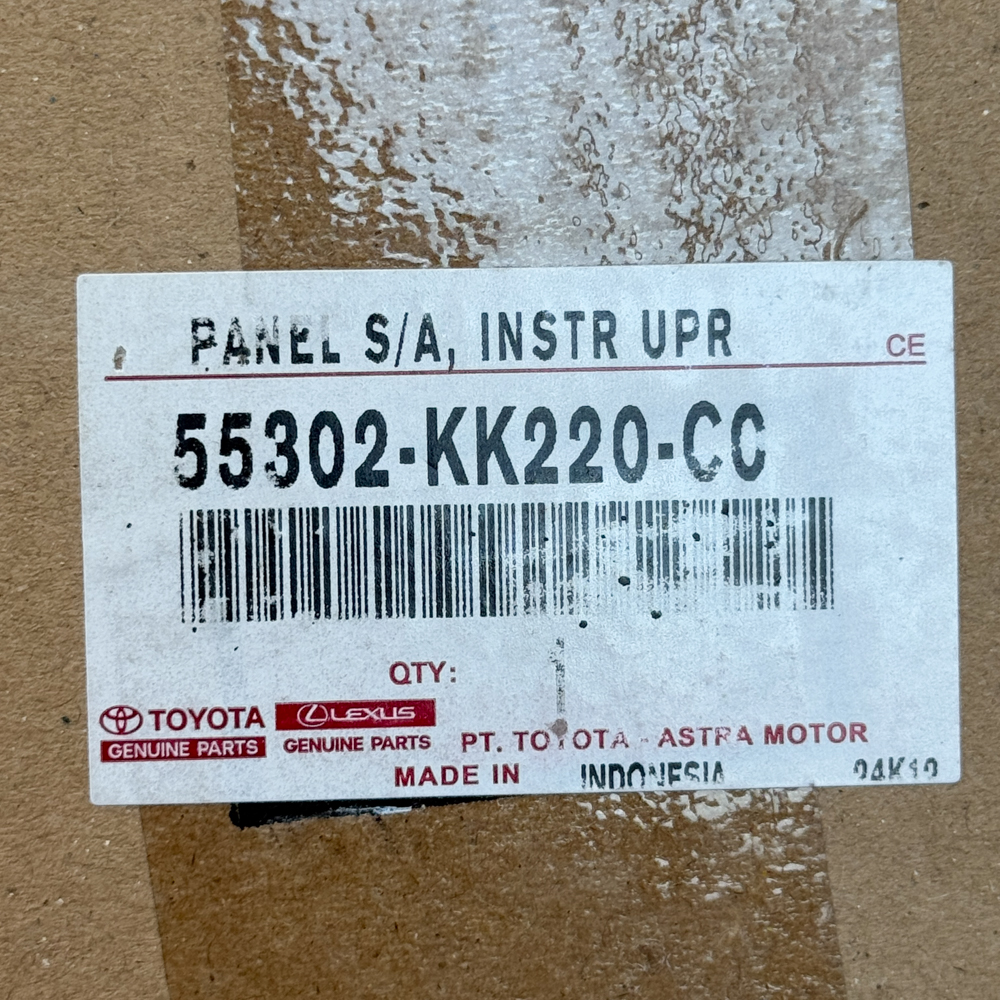 PANEL S/A, INSTR UPR
CE
55302-KK220-CC
QTY:
TOYOTA
GENUINE PARTS
LEXUS
GENUINE PARTS
PT. TOYOTA - ASTRA MOTOR
MADE IN INDONESIA